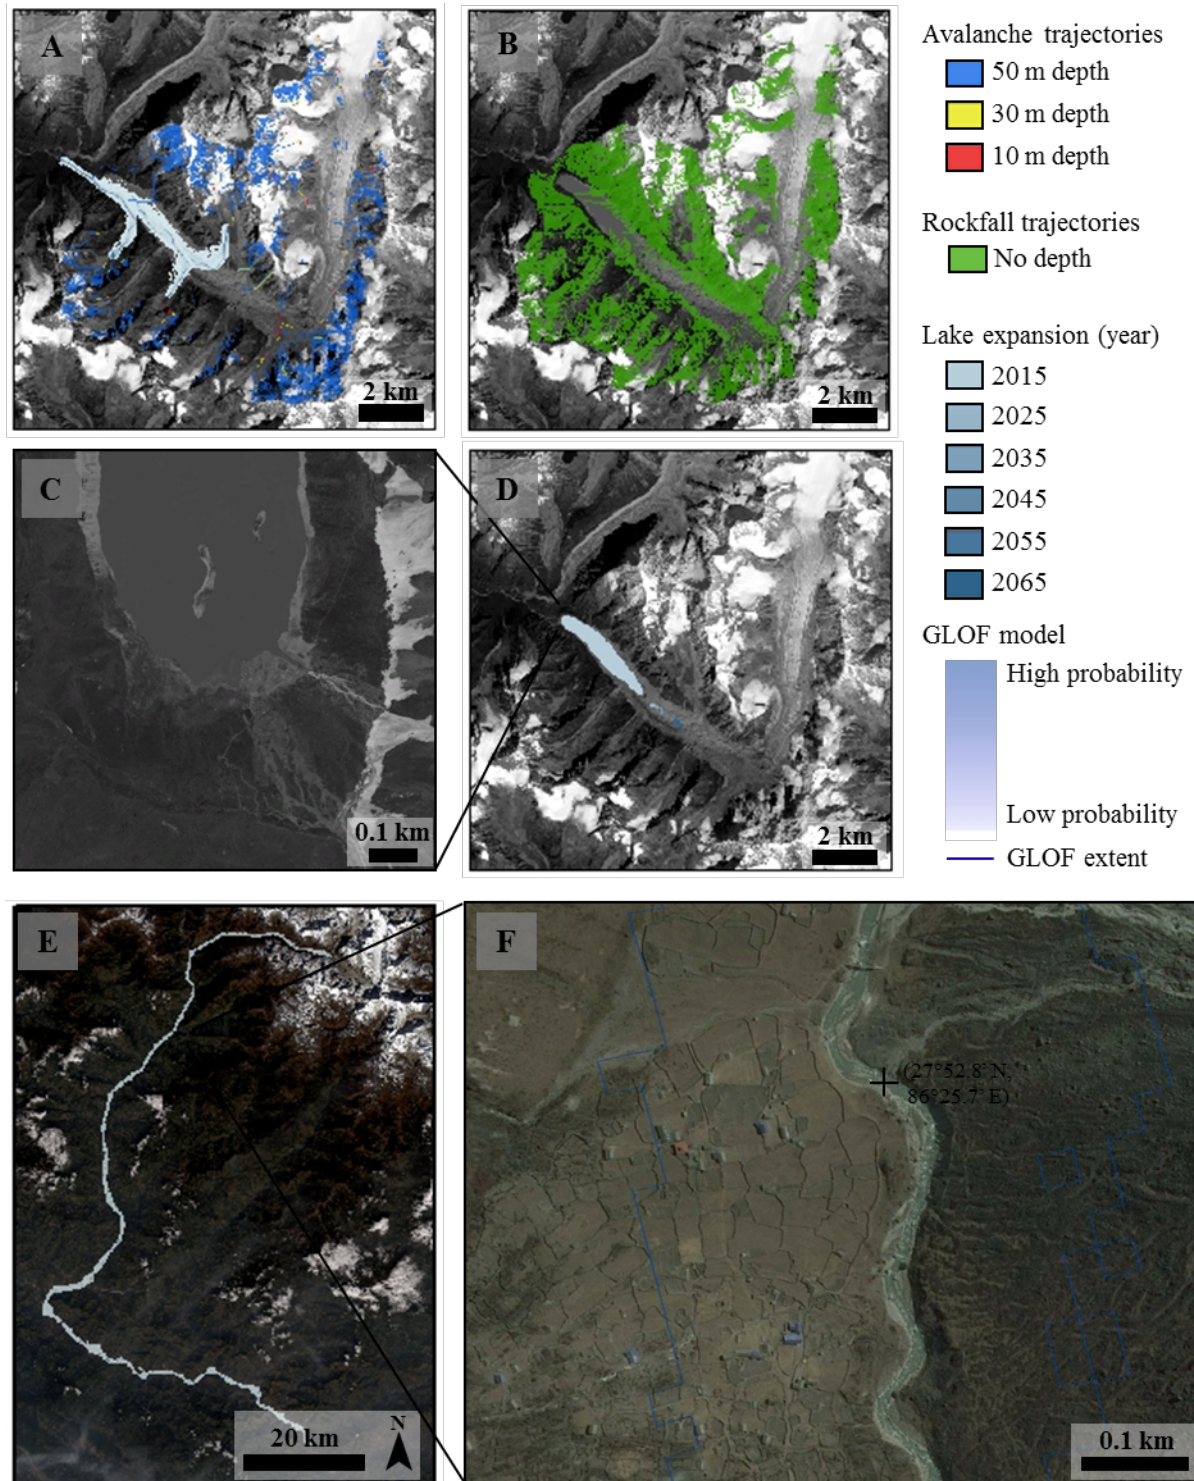 A
B
Avalanche trajectories
50 m depth
30 m depth
10 m depth
Rockfall trajectories
No depth
2 km
2 km
Lake expansion (year)
2015
2025
2035
2045
2055
2065
C
D
GLOF model
High probability
Low probability
GLOF extent
0.1 km
2 km
E
F
(27°52.8' N,
86°25.7' E)
20 km
N
0.1 km